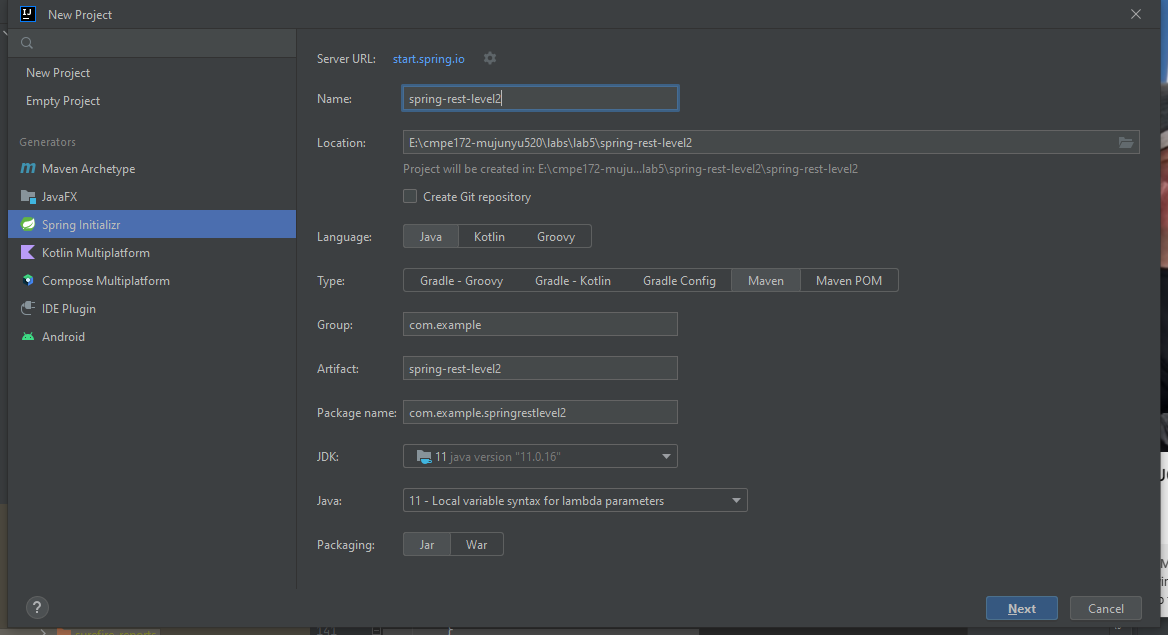 New Project
New Project
Empty Project
Generators
Maven Archetype
JavaFX
Spring Initializr
Kotlin Multiplatform
Compose Multiplatform
IDE Plugin
Android
Server URL: start.spring.io
Name: spring-rest-level2
Location: E:\cmpe172-mujunyu520\labs\lab5\spring-rest-level2
Project will be created in: E:\cmpe172-muju...lab5\spring-rest-level2\spring-rest-level2
Create Git repository
Language: Java Kotlin Groovy
Type: Gradle - Groovy Gradle - Kotlin Gradle Config Maven Maven POM
Group: com.example
Artifact: spring-rest-level2
Package name: com.example.springrestlevel2
JDK: 11 java version "11.0.16"
Java: 11 - Local variable syntax for lambda parameters
Packaging: Jar War
? Next Cancel